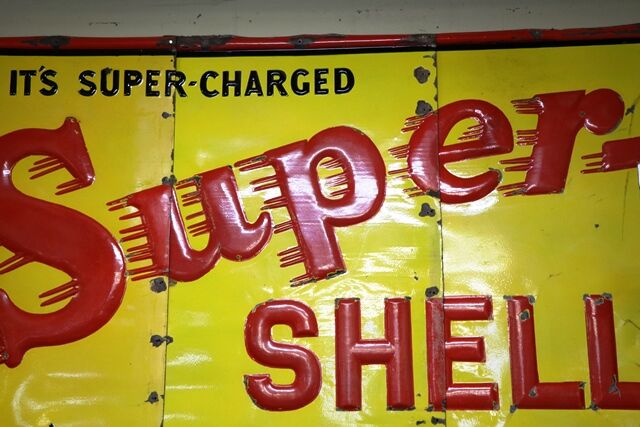 IT'S SUPER-CHARGED
Super-
SHELL